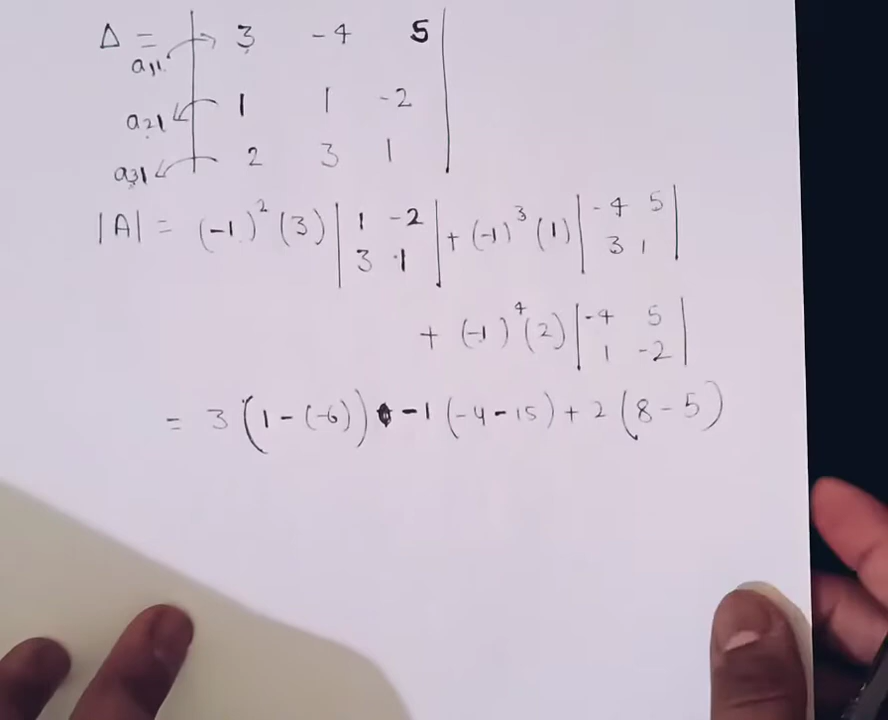 Δ = | 3 -4 5 |
a₁₁
| 1 1 -2 |
a₂₁
| 2 3 1 |
a₃₁
|A| = (-1)² (3) | 1 -2 | + (-1)³ (1) | -4 5 |
| 3 1 | | 3 1 |
+ (-1)⁴ (2) | -4 5 |
| 1 -2 |
= 3 (1 - (-6)) - 1 (-4 - 15) + 2 (8 - 5)